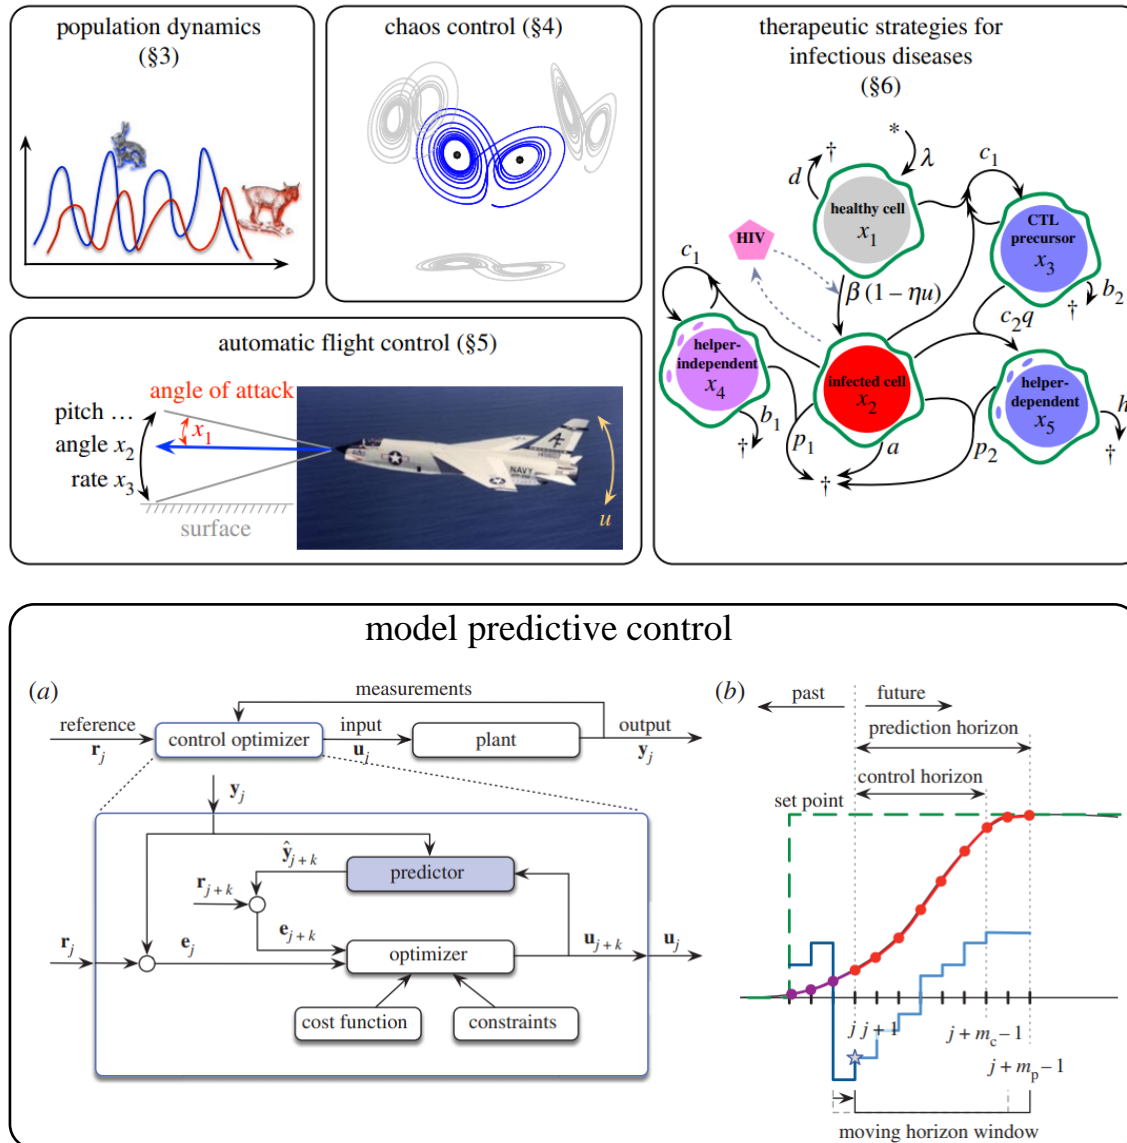 population dynamics
(§3)
chaos control (§4)
therapeutic strategies for
infectious diseases
(§6)
*
†
λ
c1
d
healthy cell
x1
CTL
precursor
x3
HIV
c1
b2
†
β (1 – ηu)
c2q
helper-
independent
x4
infected cell
x2
helper-
dependent
x5
h
b1
†
p1
a
p2
†
†
automatic flight control (§5)
angle of attack
pitch …
x1
angle x2
rate x3
surface
AF
NAVY
u
model predictive control
(a)
measurements
reference
rj
control optimizer
input
uj
plant
output
yj
yj
ŷj + k
predictor
rj + k
ej + k
rj
ej
optimizer
uj + k
uj
cost function
constraints
(b)
past
future
prediction horizon
control horizon
set point
j j + 1
j + mc – 1
j + mp – 1
moving horizon window